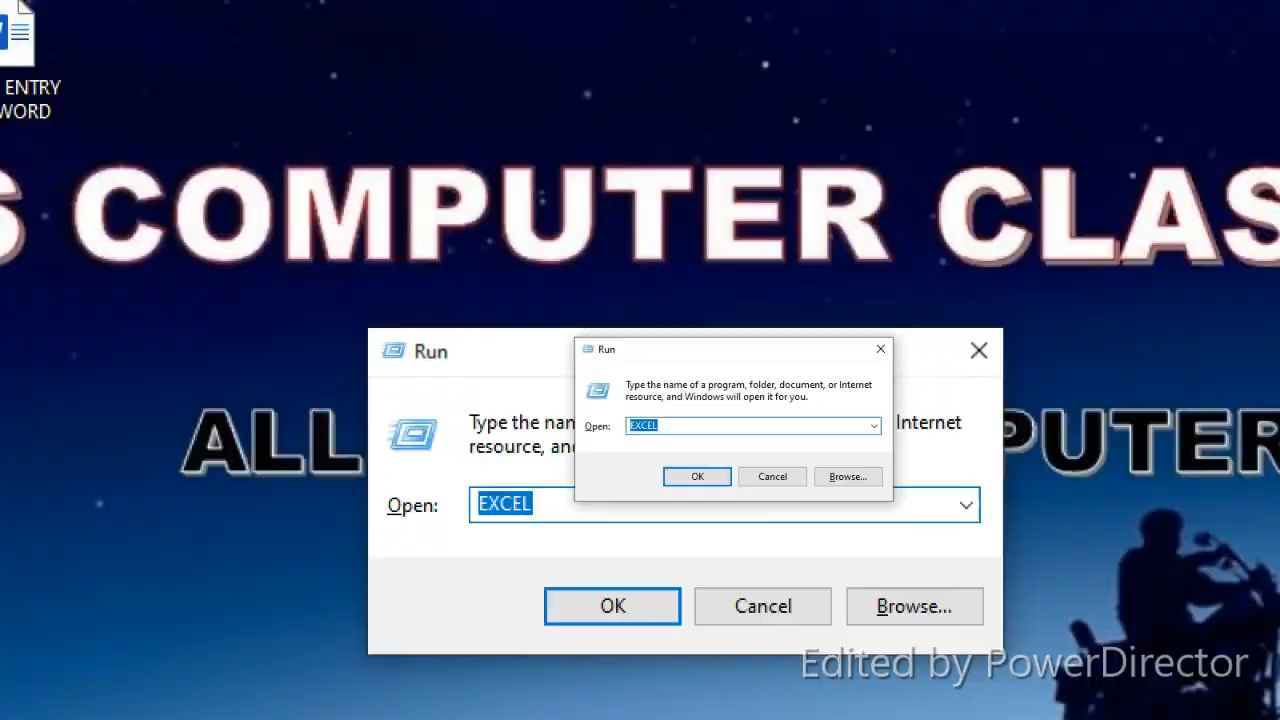 ENTRY
WORD
S COMPUTER CLAS
ALL
PUTER
Run
Type the nam
Internet
resource, and
Open:
EXCEL
OK
Cancel
Browse...
Run
Type the name of a program, folder, document, or Internet
resource, and Windows will open it for you.
Open:
EXCEL
OK
Cancel
Browse...
Edited by PowerDirector